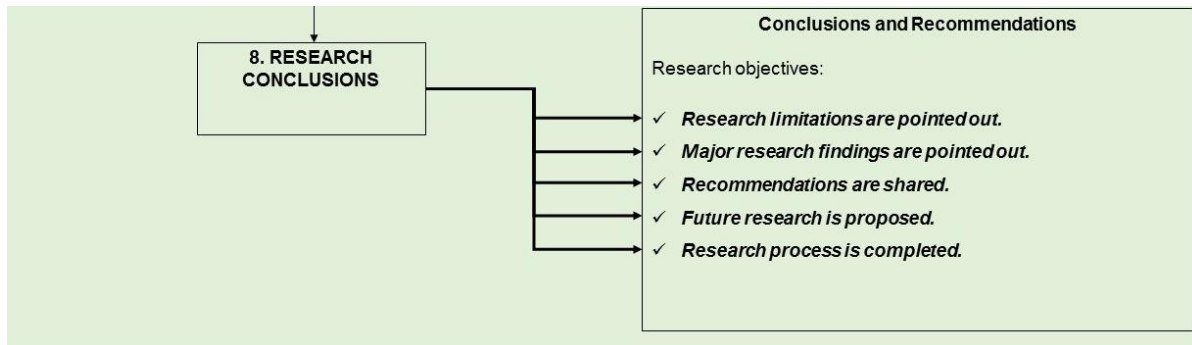 8. RESEARCH
CONCLUSIONS
Conclusions and Recommendations
Research objectives:
✓ Research limitations are pointed out.
✓ Major research findings are pointed out.
✓ Recommendations are shared.
✓ Future research is proposed.
✓ Research process is completed.